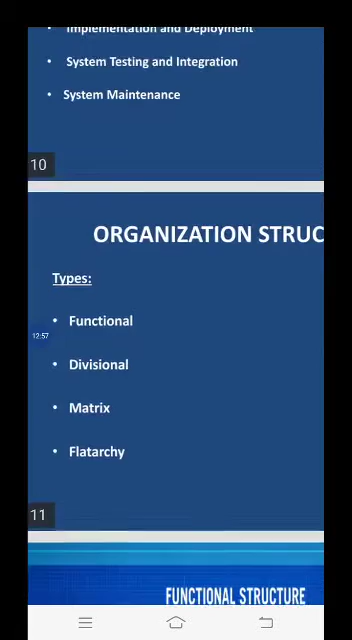 • Implementation and Deployment
• System Testing and Integration
• System Maintenance
10
ORGANIZATION STRUC
Types:
• Functional
12:57
• Divisional
• Matrix
• Flatarchy
11
FUNCTIONAL STRUCTURE